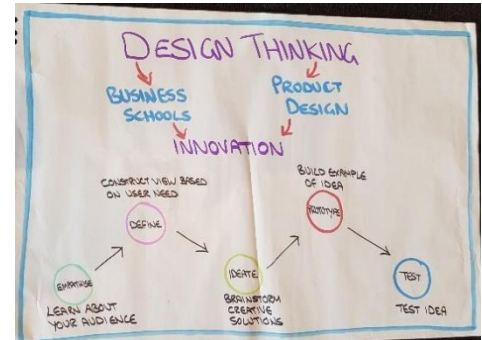 DESIGN THINKING
BUSINESS
SCHOOLS
PRODUCT
DESIGN
INNOVATION
CONSTRUCT VIEW BASED
ON USER NEED
DEFINE
BUILD EXAMPLE
OF IDEA
PROTOTYPE
EMPATHISE
LEARN ABOUT
YOUR AUDIENCE
IDEATE
BRAINSTORM
CREATIVE
SOLUTIONS
TEST
TEST IDEA